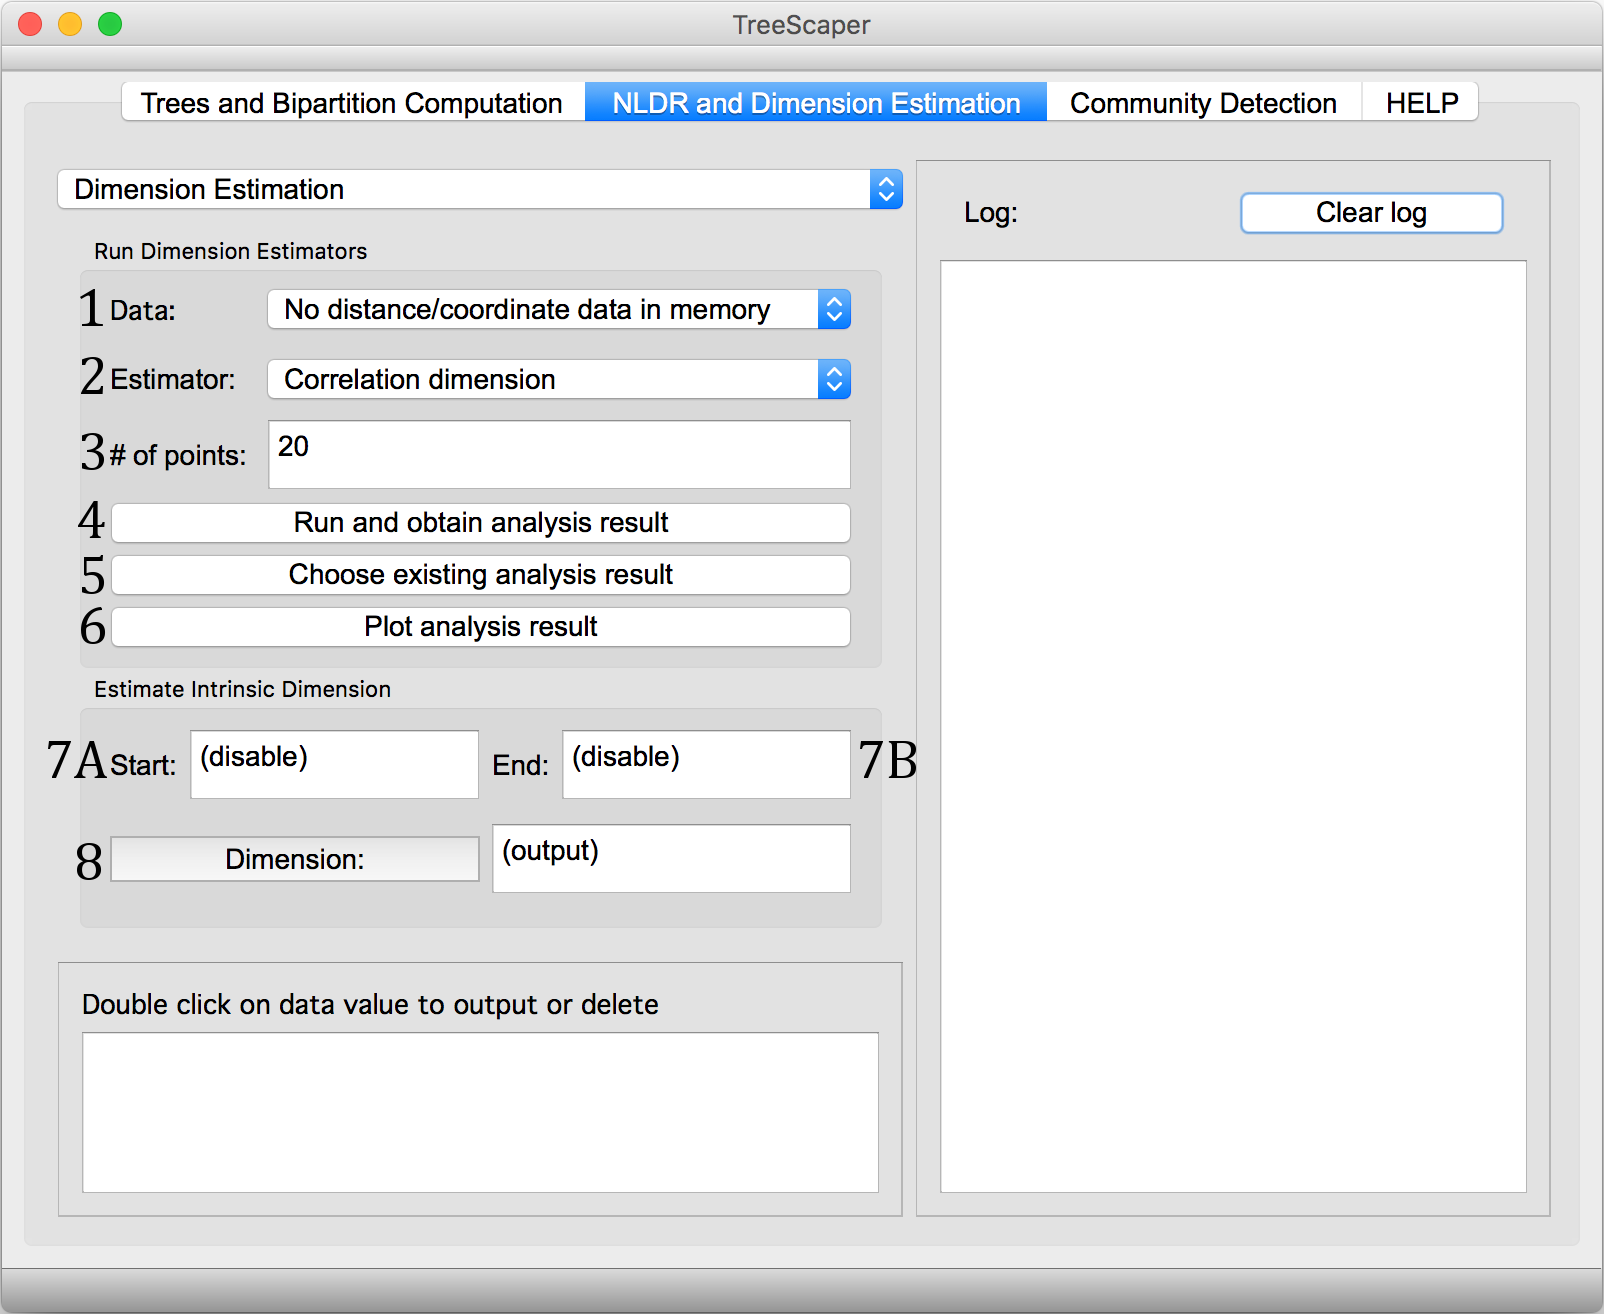 TreeScaper
Trees and Bipartition Computation NLDR and Dimension Estimation Community Detection HELP
Dimension Estimation
Run Dimension Estimators
1 Data: No distance/coordinate data in memory
2 Estimator: Correlation dimension
3 # of points: 20
4 Run and obtain analysis result
5 Choose existing analysis result
6 Plot analysis result
Estimate Intrinsic Dimension
7A Start: (disable) End: (disable) 7B
8 Dimension: (output)
Double click on data value to output or delete
Log: Clear log